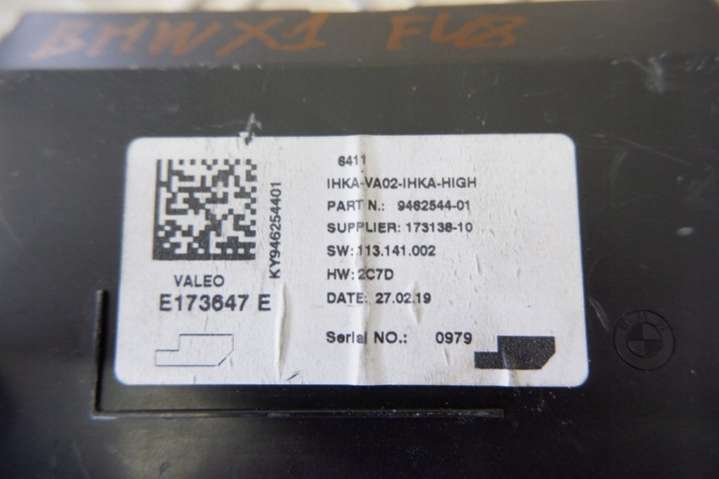 BMW X1 F48
6411
IHKA-VA02-IHKA-HIGH
PART N.: 9462544-01
SUPPLIER: 173138-10
SW: 113.141.002
HW: 2C7D
DATE: 27.02.19
Serial NO.: 0979
KY946254401
VALEO
E173647 E